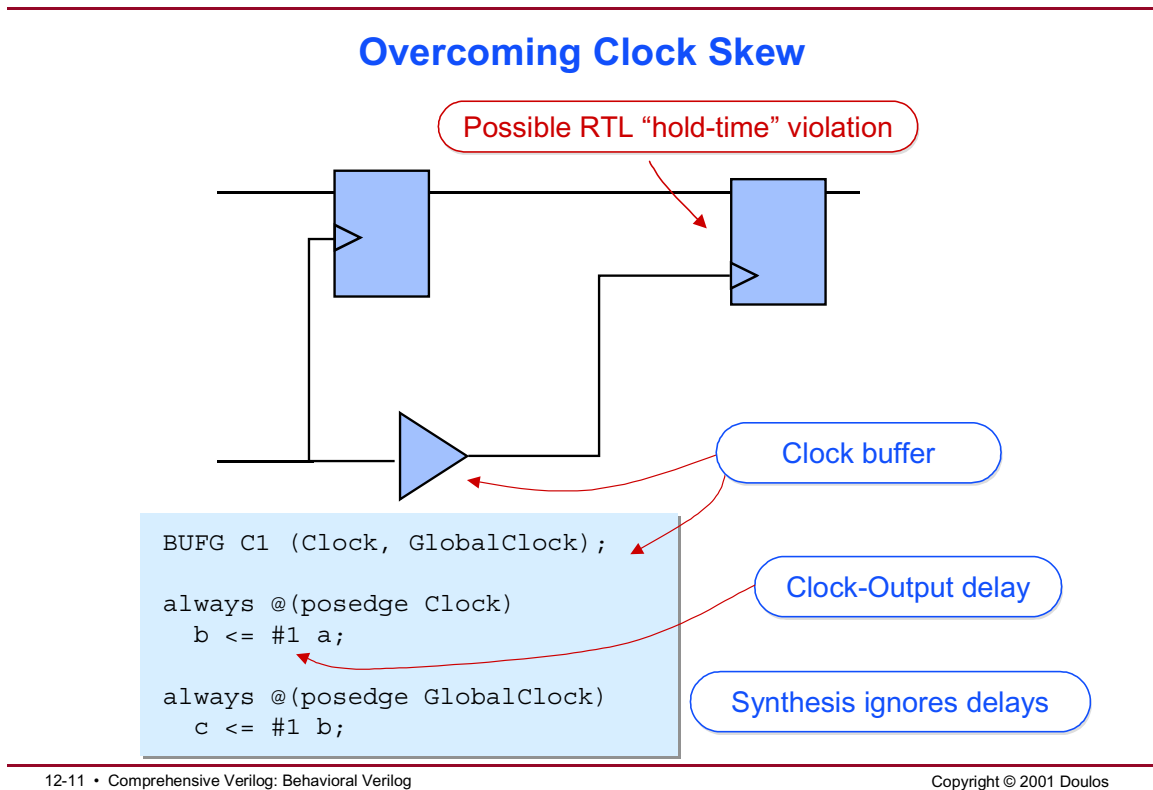 Overcoming Clock Skew
Possible RTL “hold-time” violation
Clock buffer
BUFG C1 (Clock, GlobalClock);
Clock-Output delay
always @(posedge Clock)
b <= #1 a;
always @(posedge GlobalClock)
c <= #1 b;
Synthesis ignores delays
12-11 • Comprehensive Verilog: Behavioral Verilog
Copyright © 2001 Doulos